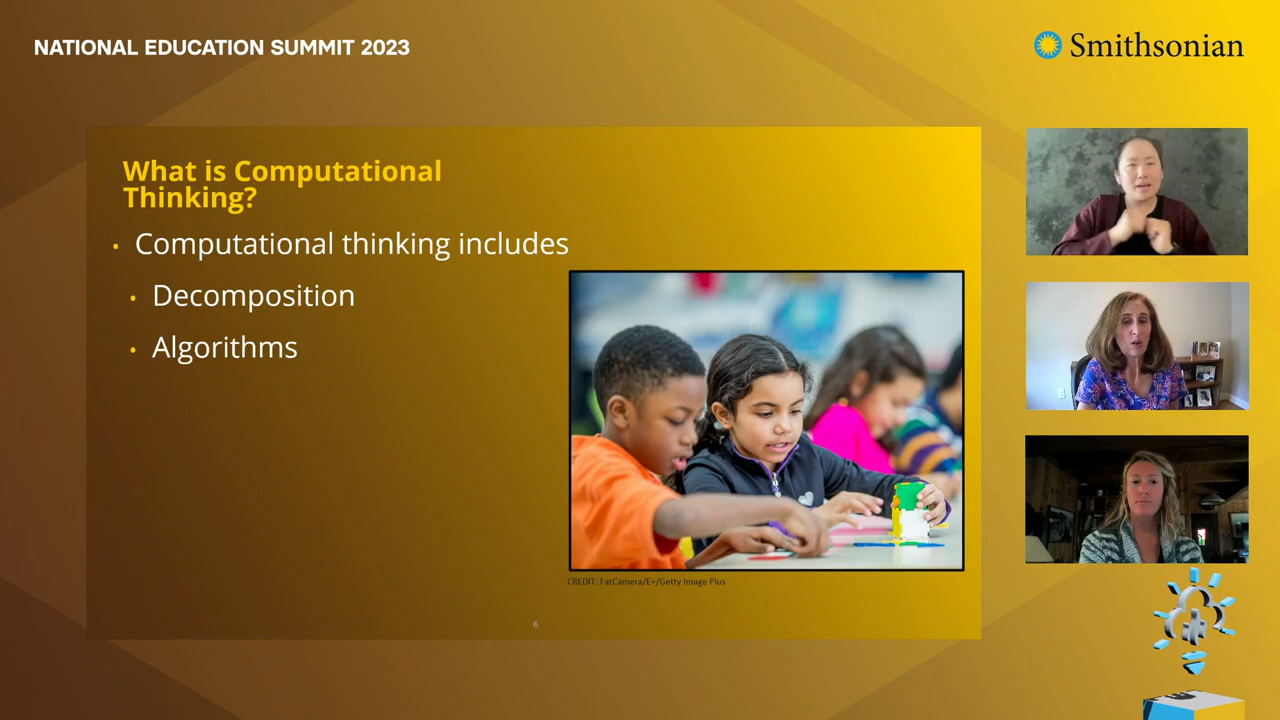 NATIONAL EDUCATION SUMMIT 2023
Smithsonian
What is Computational
Thinking?
• Computational thinking includes
• Decomposition
• Algorithms
CREDIT: FatCamera/E+/Getty Image Plus
6